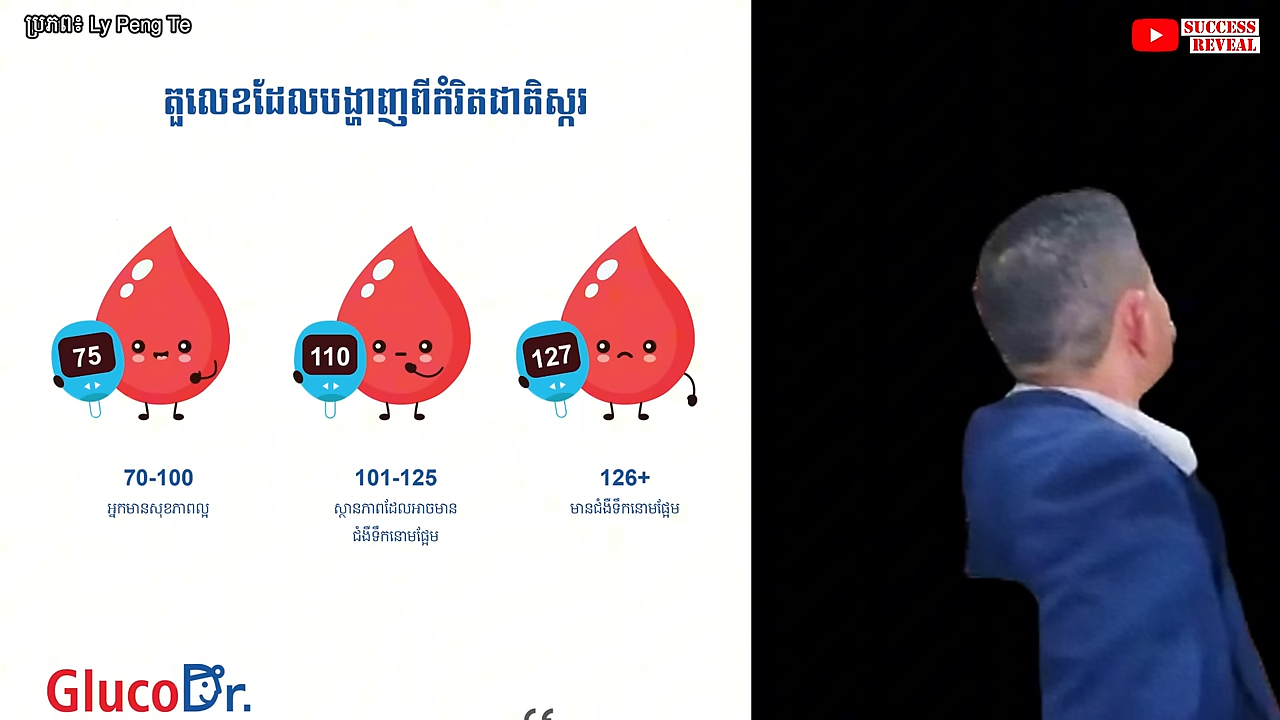 ប្រភព៖ Ly Peng Te
SUCCESS
REVEAL
តួលេខដែលបង្ហាញពីកំរិតជាតិស្ករ
75
110
127
70-100
101-125
126+
អ្នកមានសុខភាពល្អ
ស្ថានភាពដែលអាចមាន
មានជំងឺទឹកនោមផ្អែម
ជំងឺទឹកនោមផ្អែម
GlucoDr.
CE